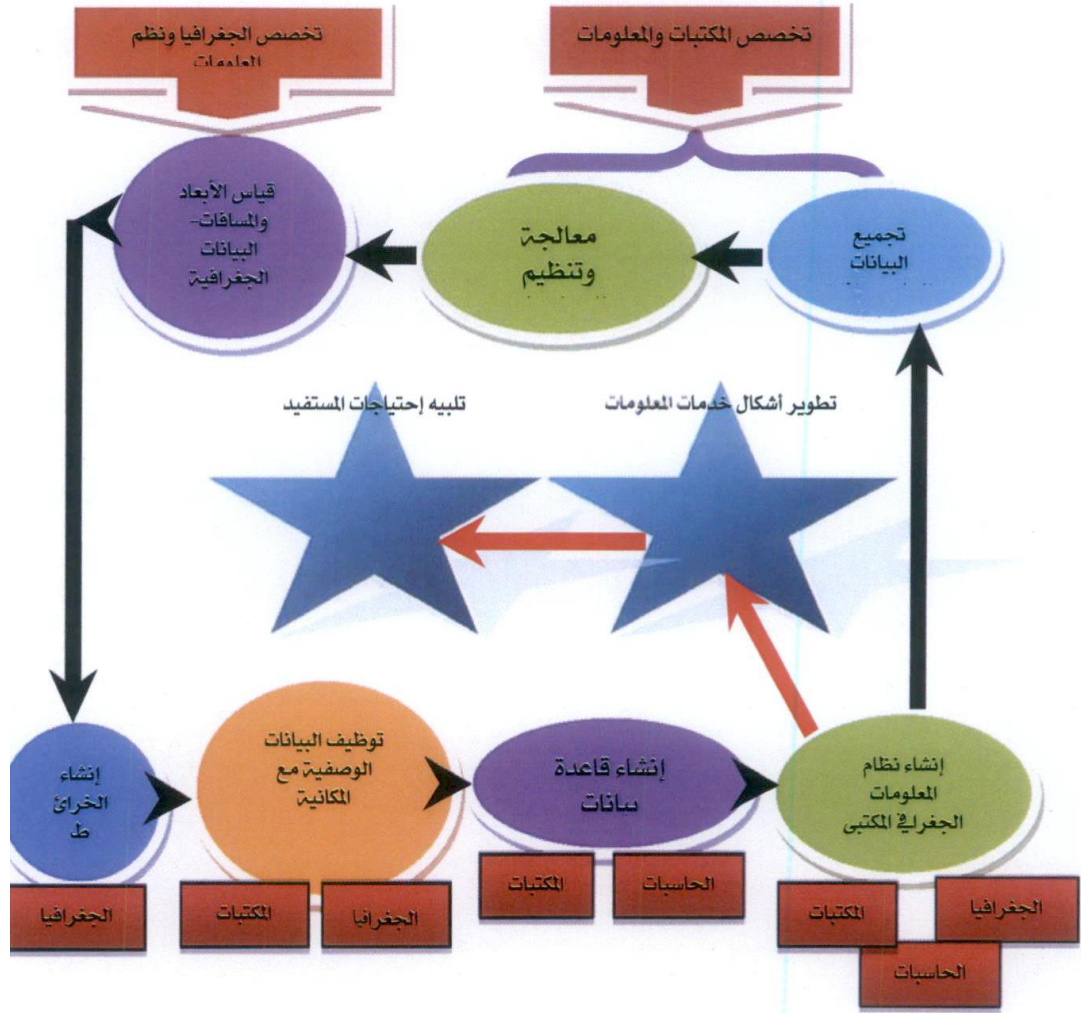 تخصص المكتبات والمعلومات
تخصص الجغرافيا ونظم
المعلومات
تجميع
البيانات
معالجة
وتنظيم
قياس الأبعاد
والمسافات-
البيانات
الجغرافية
تطوير أشكال خدمات المعلومات
تلبيه إحتياجات المستفيد
إنشاء
الخرائ
ط
توظيف البيانات
الوصفية مع
المكانية
إنشاء قاعدة
بيانات
إنشاء نظام
المعلومات
الجغرافي المكتبى
الجغرافيا
المكتبات
الجغرافيا
المكتبات
الحاسبات
المكتبات
الجغرافيا
الحاسبات